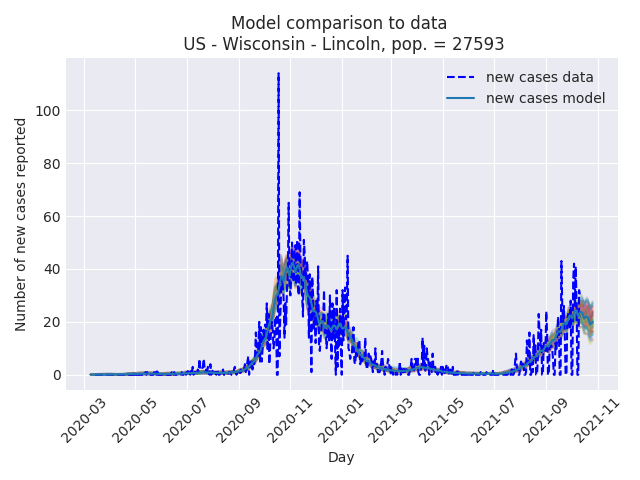 Model comparison to data
US - Wisconsin - Lincoln, pop. = 27593
new cases data
new cases model
Number of new cases reported
100
80
60
40
20
0
2020-03
2020-05
2020-07
2020-09
2020-11
2021-01
2021-03
2021-05
2021-07
2021-09
2021-11
Day